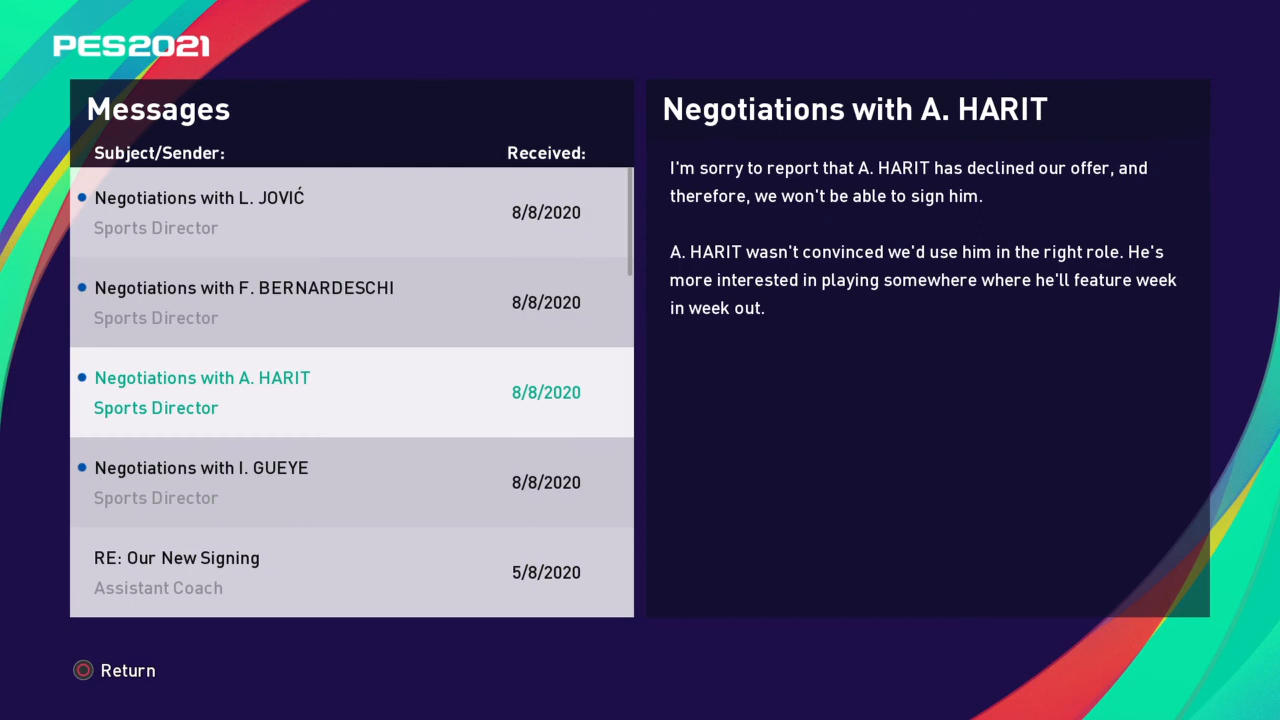 PES2021
Messages
Subject/Sender:
Received:
Negotiations with L. JOVIĆ
Sports Director
8/8/2020
Negotiations with F. BERNARDESCHI
Sports Director
8/8/2020
Negotiations with A. HARIT
Sports Director
8/8/2020
Negotiations with I. GUEYE
Sports Director
8/8/2020
RE: Our New Signing
Assistant Coach
5/8/2020
Negotiations with A. HARIT
I'm sorry to report that A. HARIT has declined our offer, and
therefore, we won't be able to sign him.
A. HARIT wasn't convinced we'd use him in the right role. He's
more interested in playing somewhere where he'll feature week
in week out.
Return